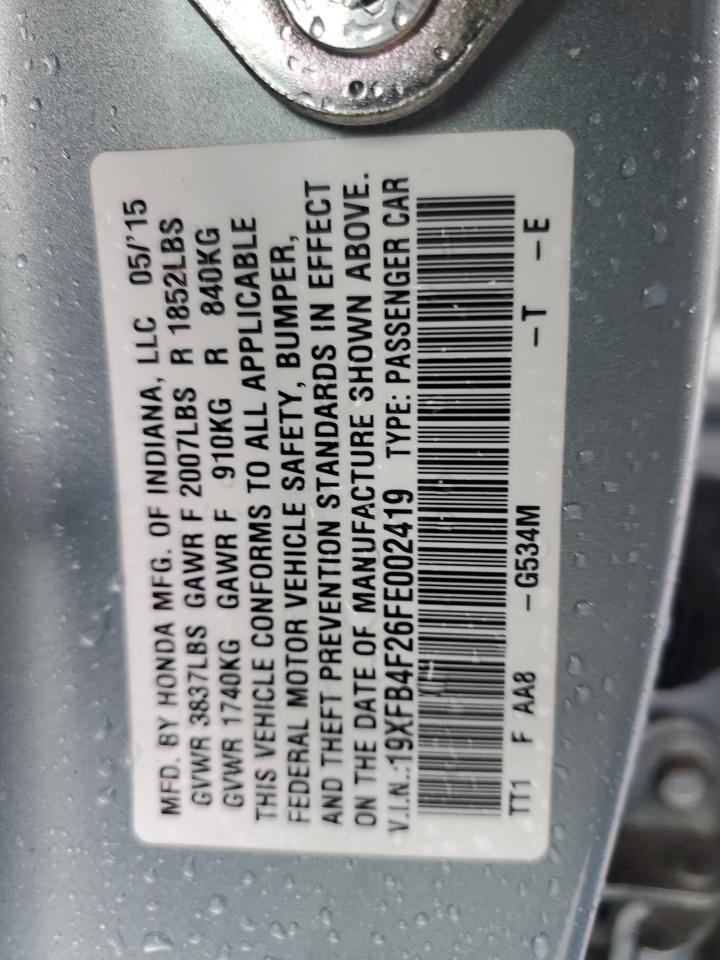 MFD. BY HONDA MFG. OF INDIANA, LLC 05/'15
GVWR 3837LBS GAWR F 2007LBS R 1852LBS
GVWR 1740KG GAWR F 910KG R 840KG
THIS VEHICLE CONFORMS TO ALL APPLICABLE
FEDERAL MOTOR VEHICLE SAFETY, BUMPER,
AND THEFT PREVENTION STANDARDS IN EFFECT
ON THE DATE OF MANUFACTURE SHOWN ABOVE.
V.I.N.:19XFB4F26FE002419 TYPE: PASSENGER CAR
TT1 F AA8 -G534M -T -E